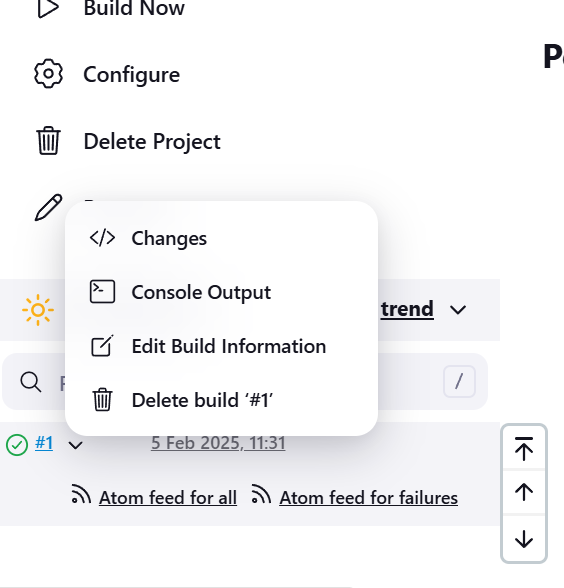 Build Now
Configure
Delete Project
Changes
Console Output
Edit Build Information
Delete build ‘#1’
trend
/
#1
5 Feb 2025, 11:31
Atom feed for all
Atom feed for failures